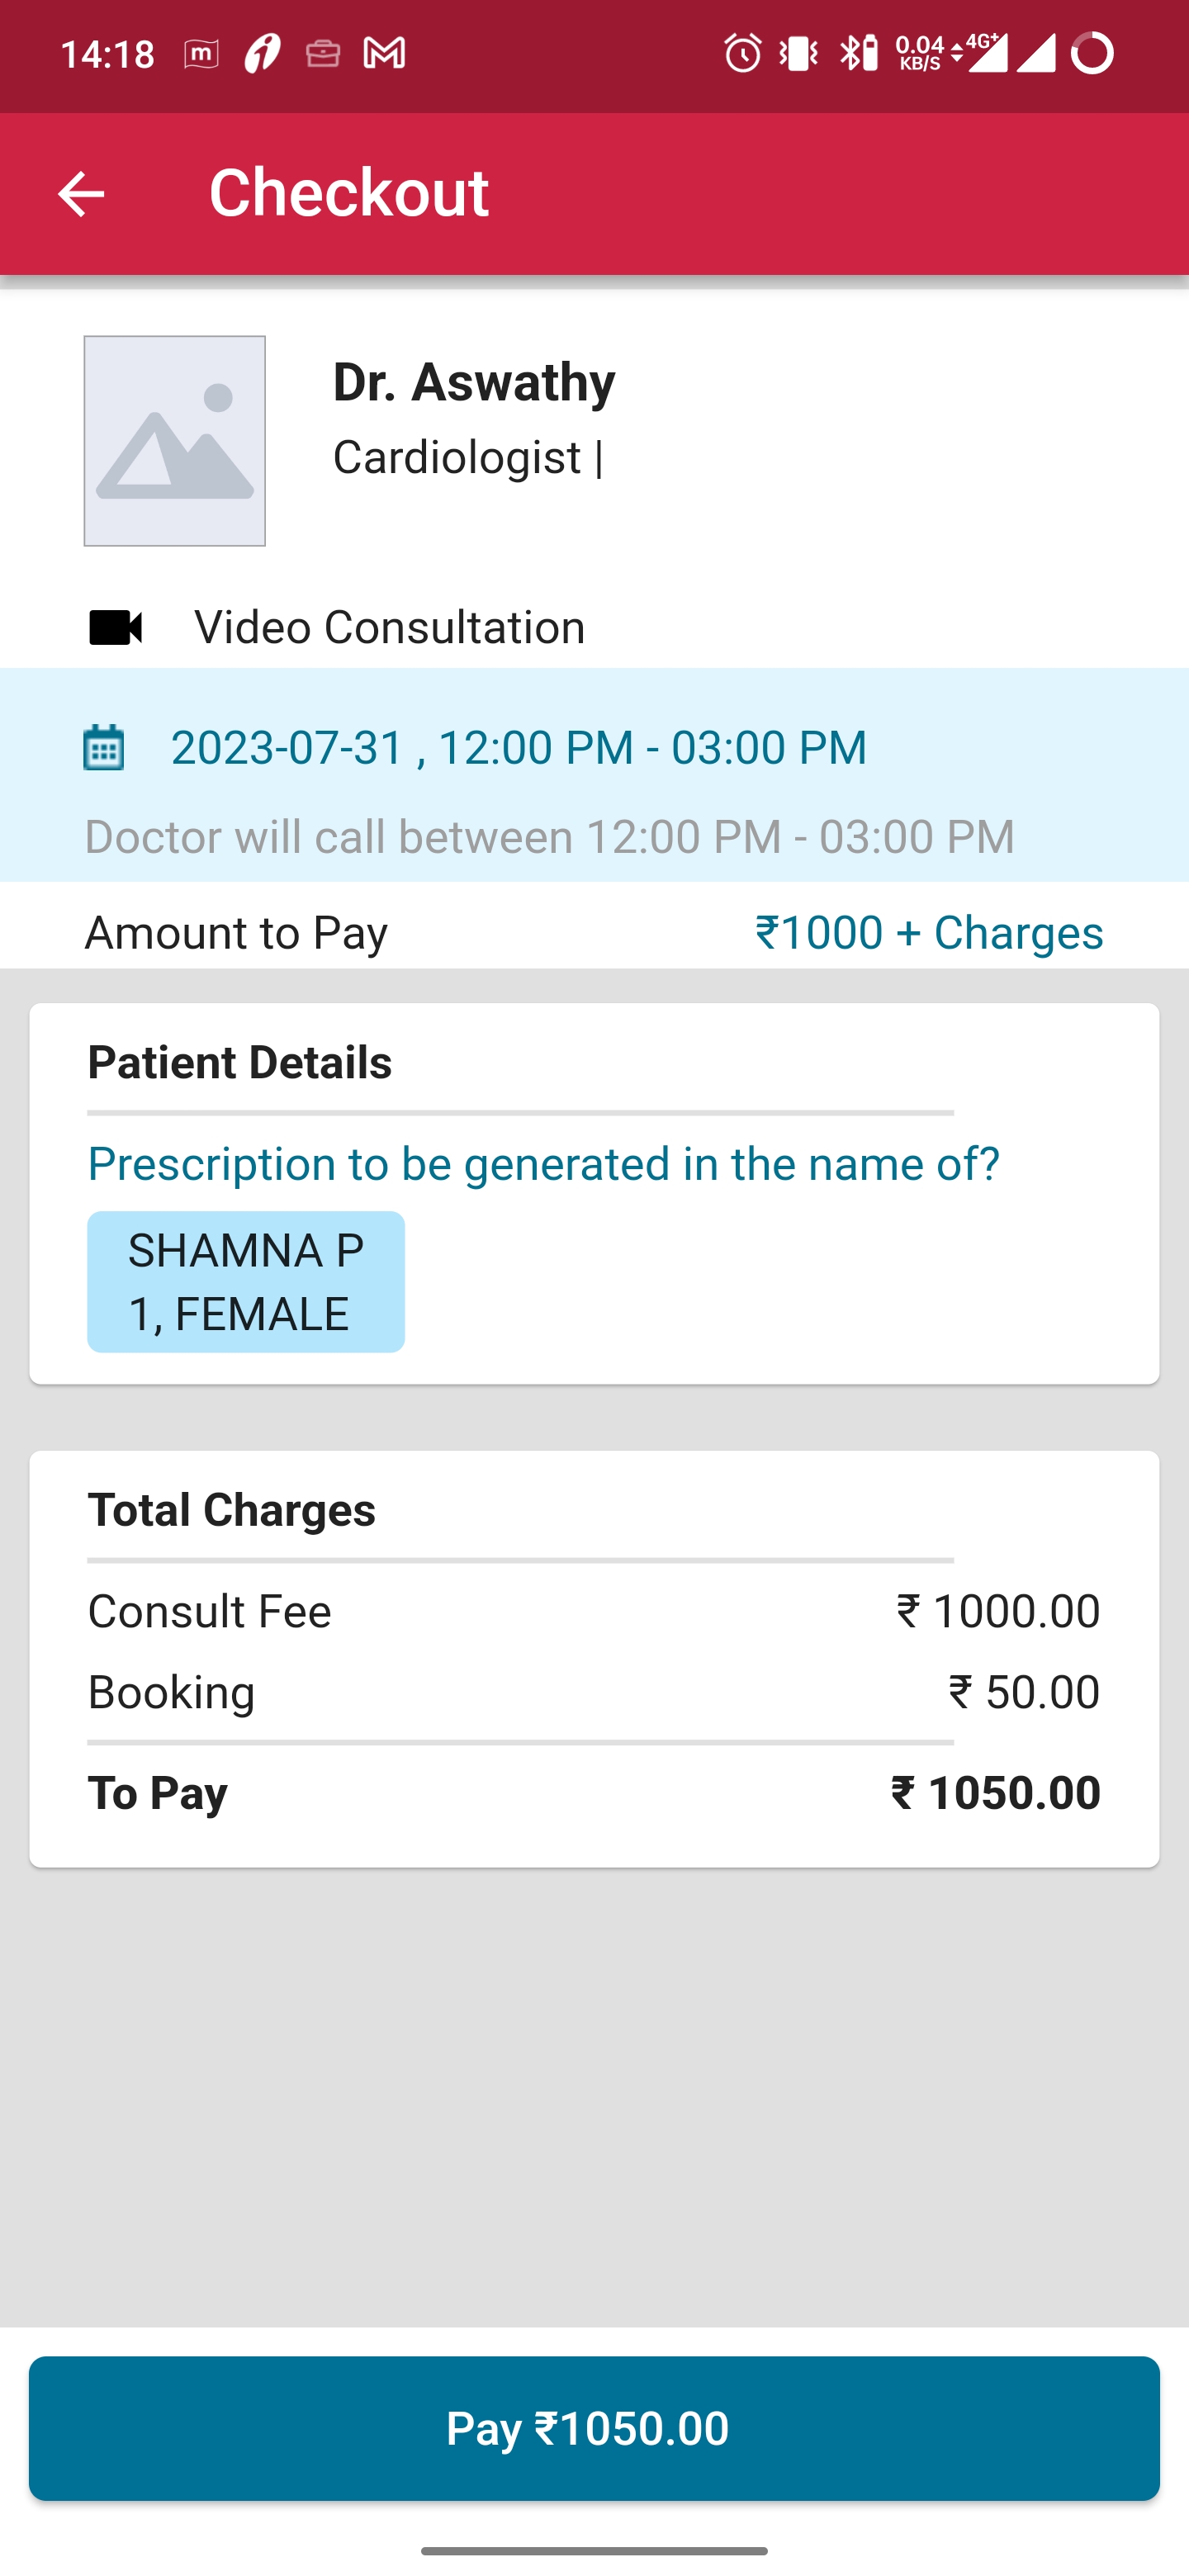 14:18 m 0.04 KB/S 4G+
Checkout
Dr. Aswathy
Cardiologist |
Video Consultation
2023-07-31 , 12:00 PM - 03:00 PM
Doctor will call between 12:00 PM - 03:00 PM
Amount to Pay ₹1000 + Charges
Patient Details
Prescription to be generated in the name of?
SHAMNA P
1, FEMALE
Total Charges
Consult Fee ₹ 1000.00
Booking ₹ 50.00
To Pay ₹ 1050.00
Pay ₹1050.00